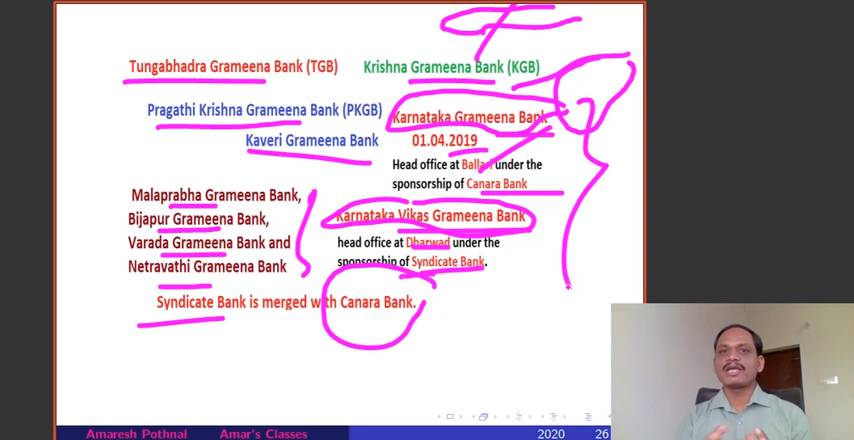 Tungabhadra Grameena Bank (TGB)
Krishna Grameena Bank (KGB)
Pragathi Krishna Grameena Bank (PKGB)
Karnataka Grameena Bank
Kaveri Grameena Bank
01.04.2019
Head office at Ballari under the
sponsorship of Canara Bank
Malaprabha Grameena Bank,
Bijapur Grameena Bank,
Varada Grameena Bank and
Netravathi Grameena Bank
Karnataka Vikas Grameena Bank
head office at Dharwad under the
sponsorship of Syndicate Bank.
Syndicate Bank is merged with Canara Bank.
Amaresh Pothnal Amar's Classes 2020 26